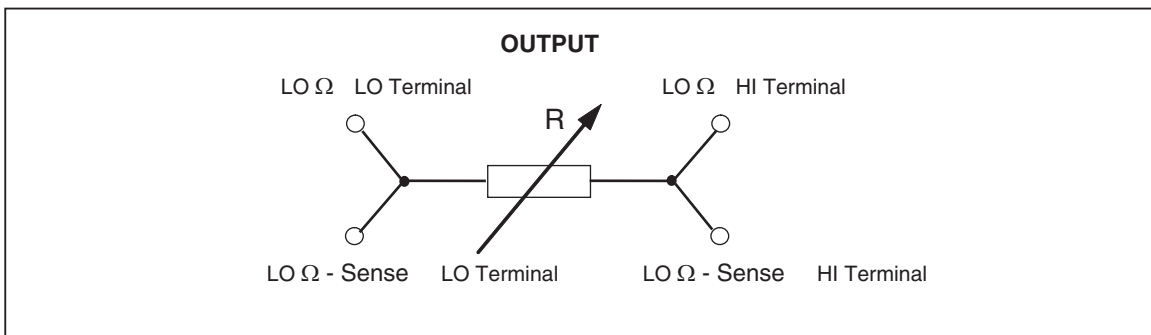 OUTPUT
LO Ω LO Terminal LO Ω HI Terminal
R
LO Ω - Sense LO Terminal LO Ω - Sense HI Terminal